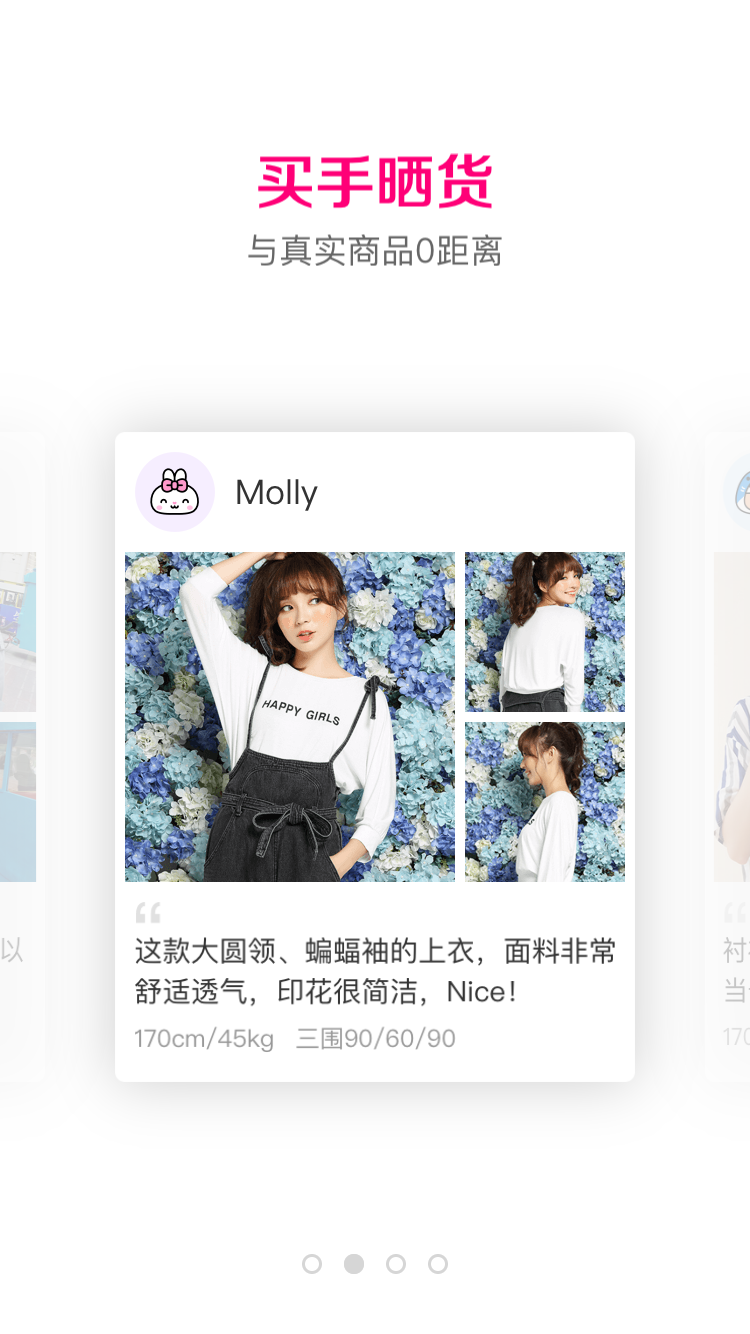 买手晒货
与真实商品0距离
Molly
HAPPY GIRLS
以
这款大圆领、蝙蝠袖的上衣，面料非常
舒适透气，印花很简洁，Nice！
170cm/45kg 三围90/60/90
衬
当
170